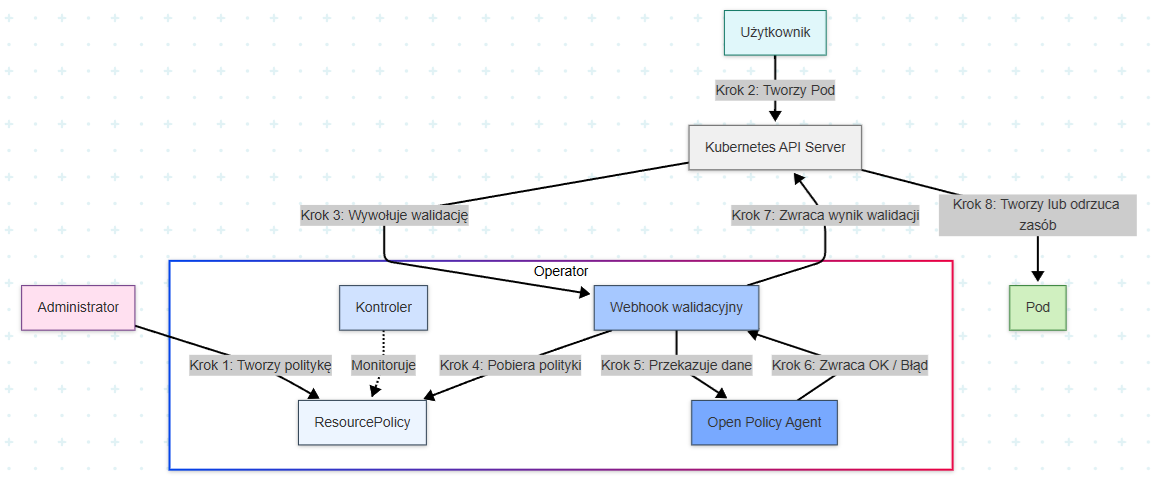 Użytkownik
Krok 2: Tworzy Pod
Kubernetes API Server
Krok 3: Wywołuje walidację
Krok 7: Zwraca wynik walidacji
Krok 8: Tworzy lub odrzuca
zasób
Operator
Administrator
Kontroler
Webhook walidacyjny
Pod
Krok 1: Tworzy politykę
Monitoruje
Krok 4: Pobiera polityki
Krok 5: Przekazuje dane
Krok 6: Zwraca OK / Błąd
ResourcePolicy
Open Policy Agent